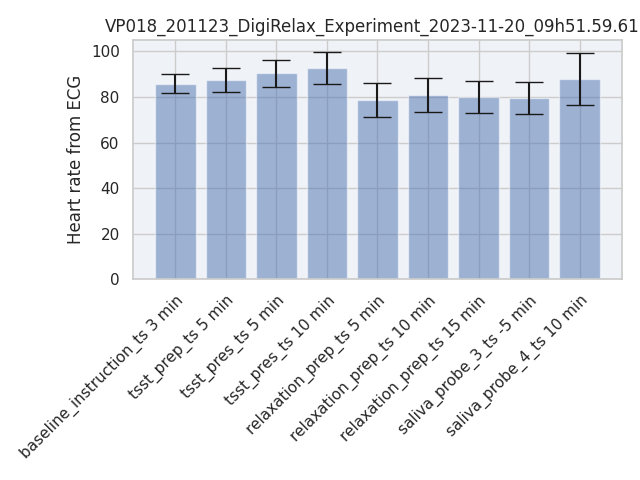 VP018_201123_DigiRelax_Experiment_2023-11-20_09h51.59.61
Heart rate from ECG
100
80
60
40
20
0
baseline_instruction_ts 3 min
tsst_prep_ts 5 min
tsst_pres_ts 5 min
tsst_pres_ts 10 min
relaxation_prep_ts 5 min
relaxation_prep_ts 10 min
relaxation_prep_ts 15 min
saliva_probe_3_ts -5 min
saliva_probe_4_ts 10 min